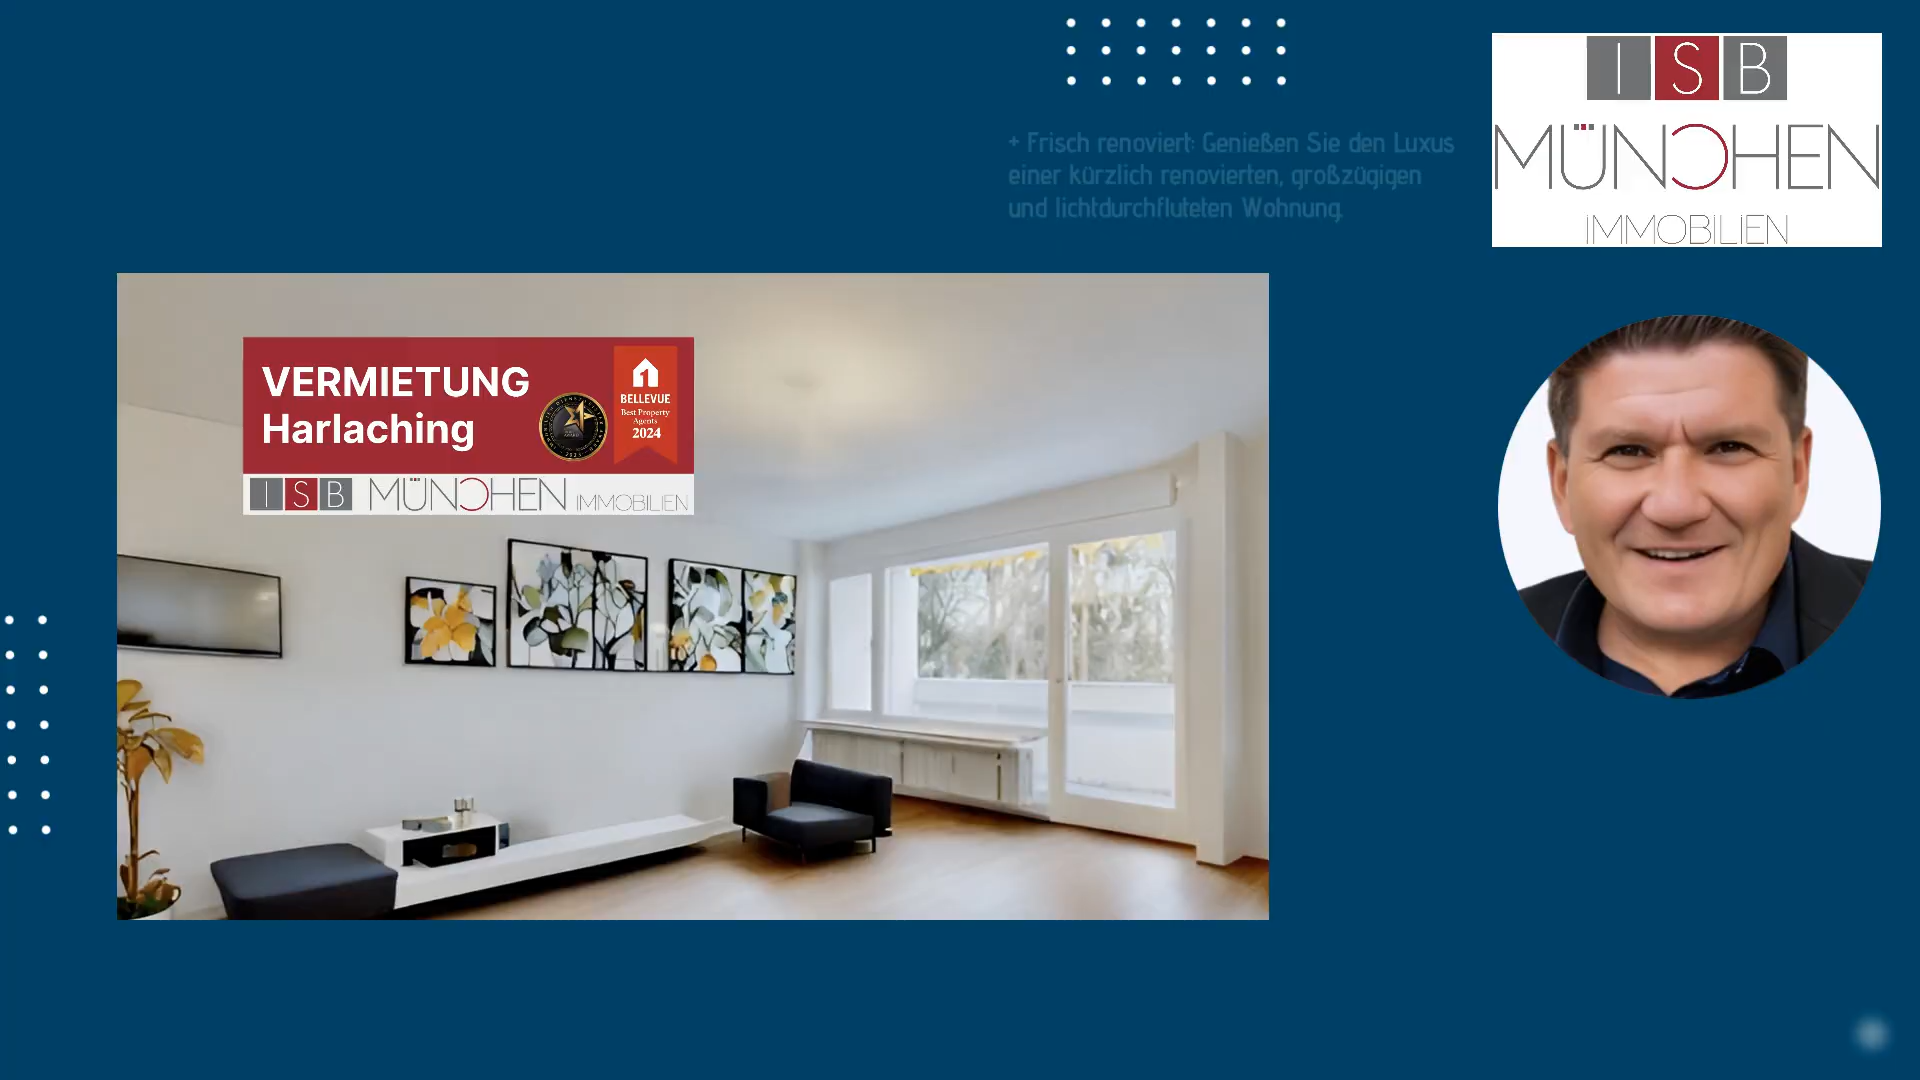 + Frisch renoviert: Genießen Sie den Luxus
einer kürzlich renovierten, großzügigen
und lichtdurchfluteten Wohnung.
ISB
MÜNCHEN
IMMOBILIEN
VERMIETUNG
Harlaching
BELLEVUE
Best Property
Agents
2024
ISB MÜNCHEN IMMOBILIEN